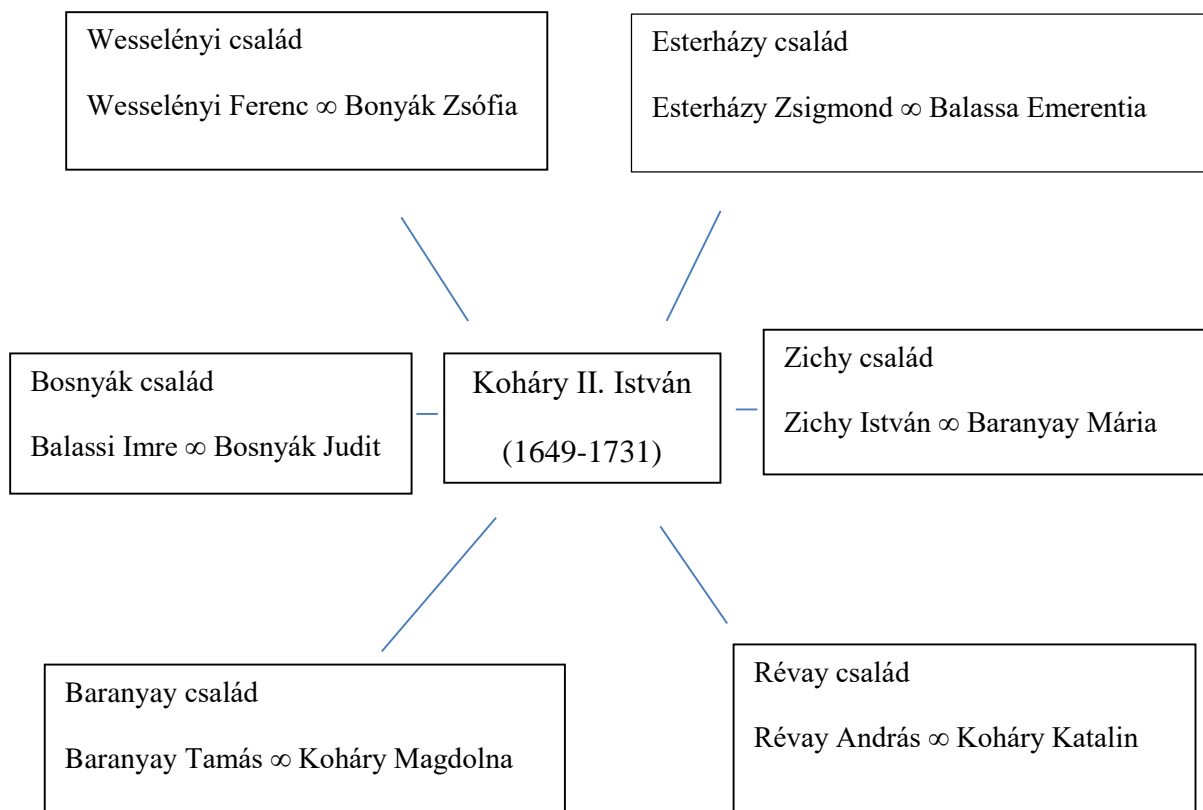 Wesselényi család
Wesselényi Ferenc ∞ Bonyák Zsófia
Esterházy család
Esterházy Zsigmond ∞ Balassa Emerentia
Bosnyák család
Balassi Imre ∞ Bosnyák Judit
Koháry II. István
(1649-1731)
Zichy család
Zichy István ∞ Baranyay Mária
Baranyay család
Baranyay Tamás ∞ Koháry Magdolna
Révay család
Révay András ∞ Koháry Katalin